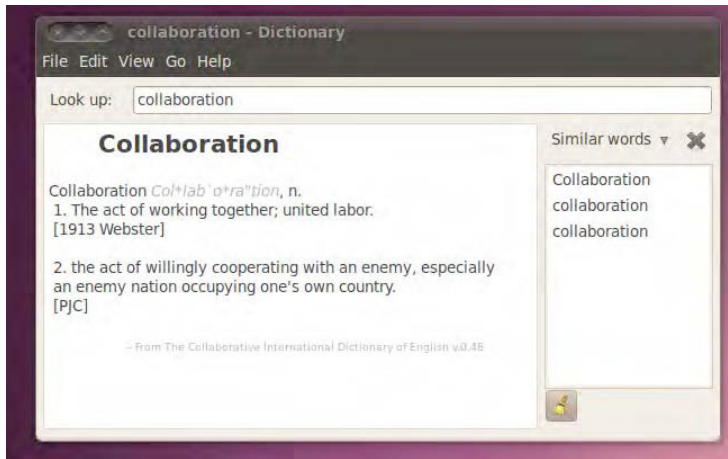 collaboration - Dictionary
File Edit View Go Help
Look up: collaboration
Collaboration
Collaboration Col*lab`o*ra"tion, n.
1. The act of working together; united labor.
[1913 Webster]
2. the act of willingly cooperating with an enemy, especially
an enemy nation occupying one's own country.
[PJC]
-- From The Collaborative International Dictionary of English v.0.48
Similar words
Collaboration
collaboration
collaboration